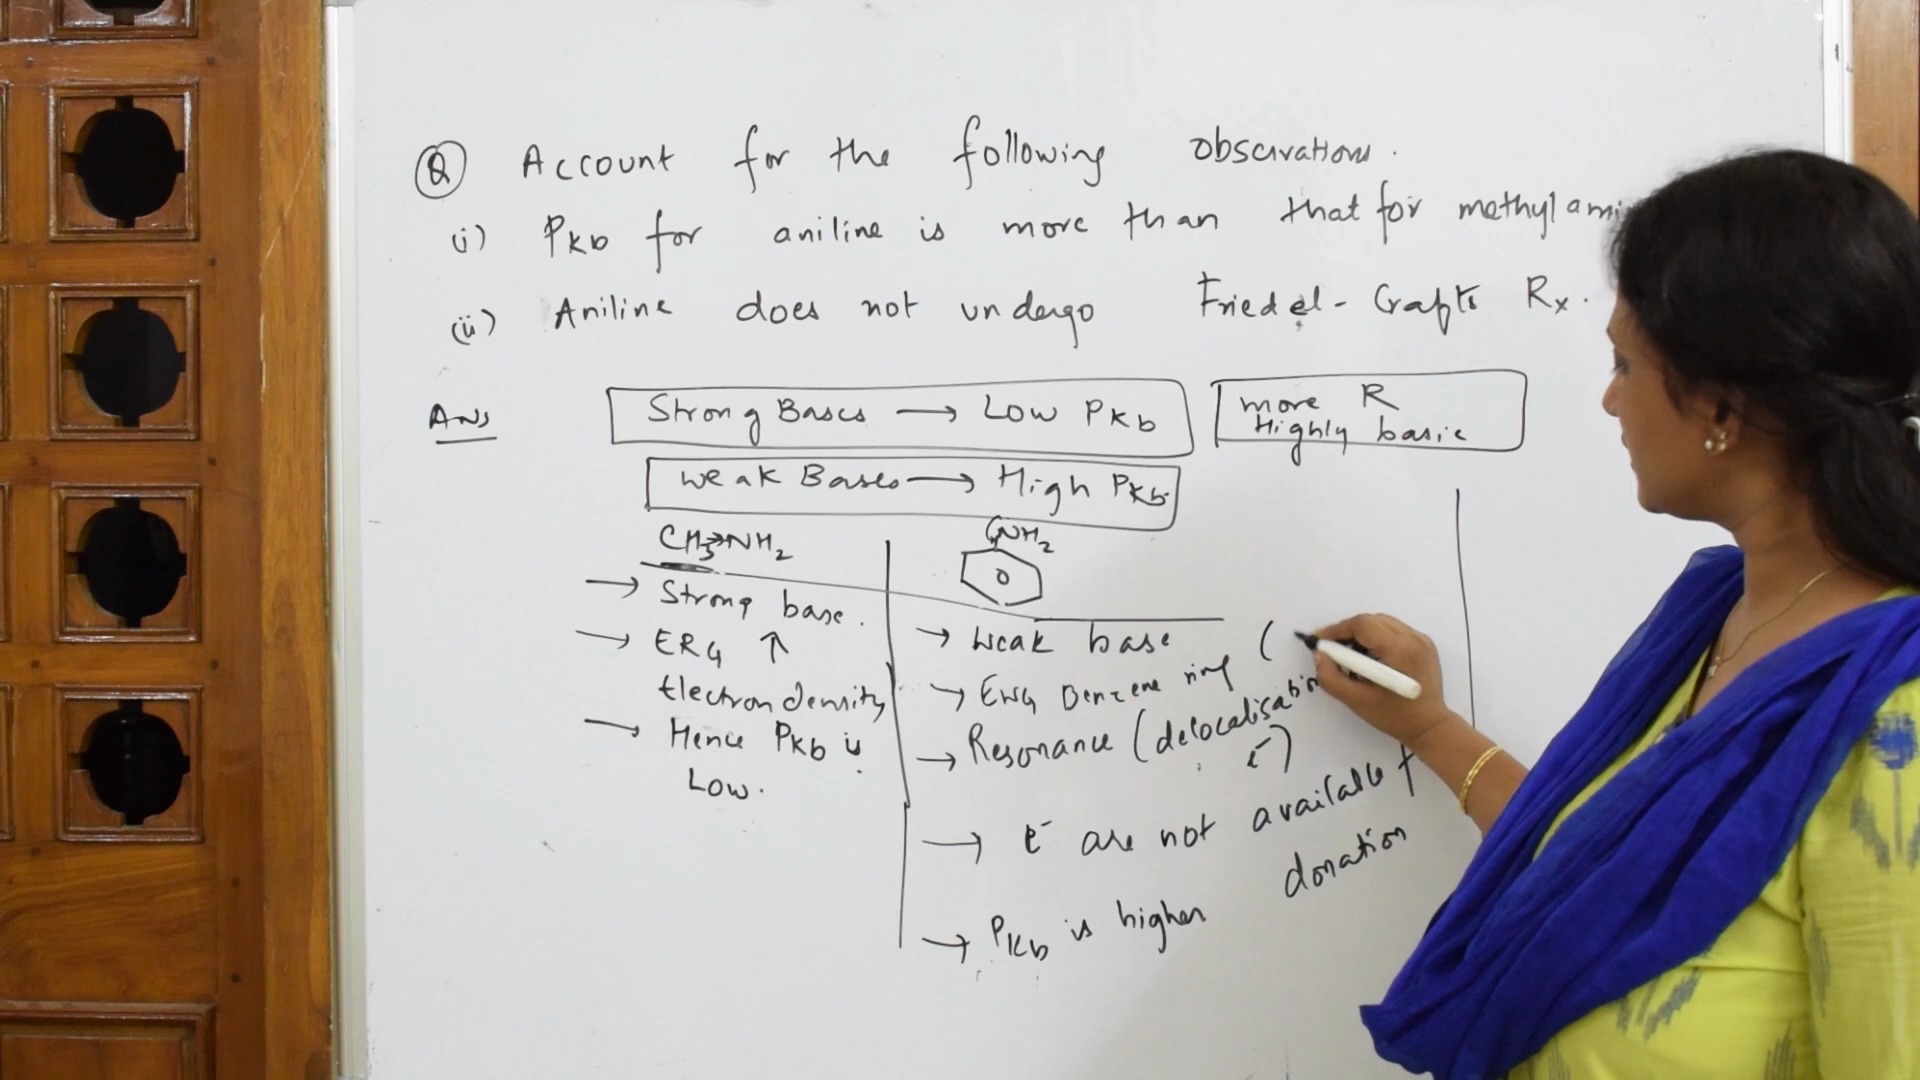 Q Account for the following observations.
(i) Pkb for aniline is more than that for methylami
(ii) Aniline does not undergo Friedel-Crafts Rx.
Ans
Strong Bases → Low Pkb
more R
Highly basic
weak Bases → High Pkb.
CH3→NH2
→ Strong base.
→ ERG ↑
Electron density
→ Hence Pkb is
Low.
NH2
→ Weak base (
→ EWG Benzene ring
→ Resonance (delocalisation
e-)
→ e- are not available f
donation
→ Pkb is higher